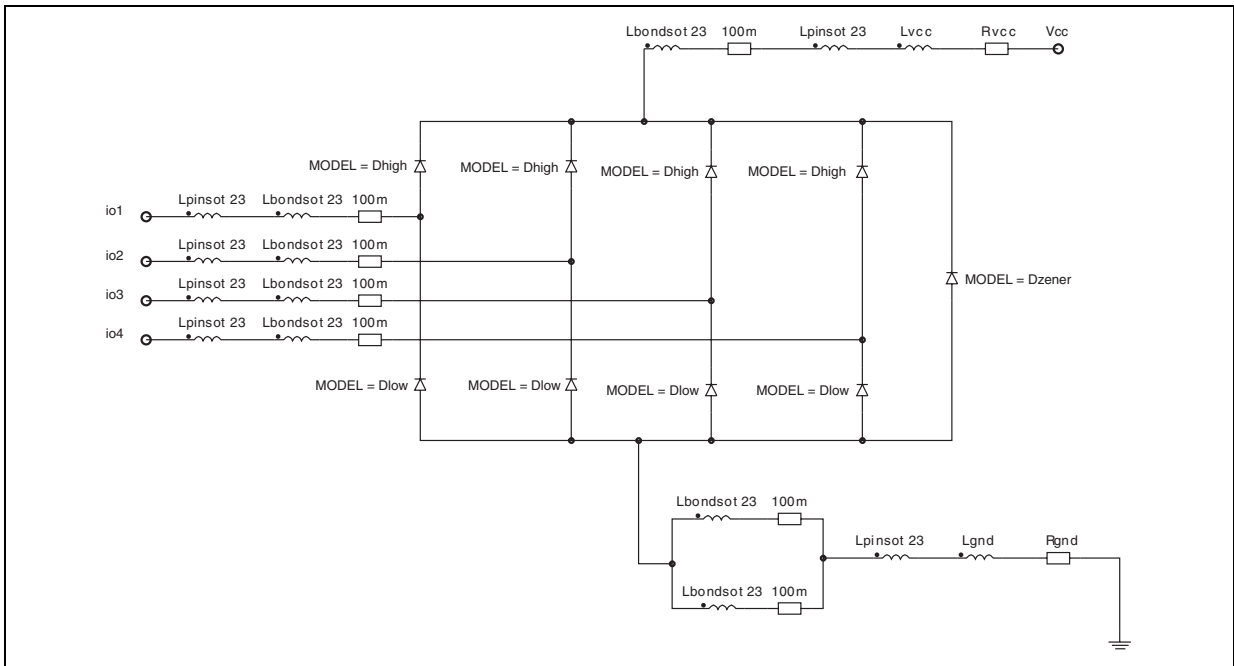 Lbondsot 23 100m Lpinsot 23 Lvcc Rvcc Vcc
MODEL = Dhigh MODEL = Dhigh MODEL = Dhigh MODEL = Dhigh
io1 Lpinsot 23 Lbondsot 23 100m
io2 Lpinsot 23 Lbondsot 23 100m
io3 Lpinsot 23 Lbondsot 23 100m
io4 Lpinsot 23 Lbondsot 23 100m
MODEL = Dzener
MODEL = Dlow MODEL = Dlow MODEL = Dlow MODEL = Dlow
Lbondsot 23 100m
Lpinsot 23 Lgnd Rgnd
Lbondsot 23 100m